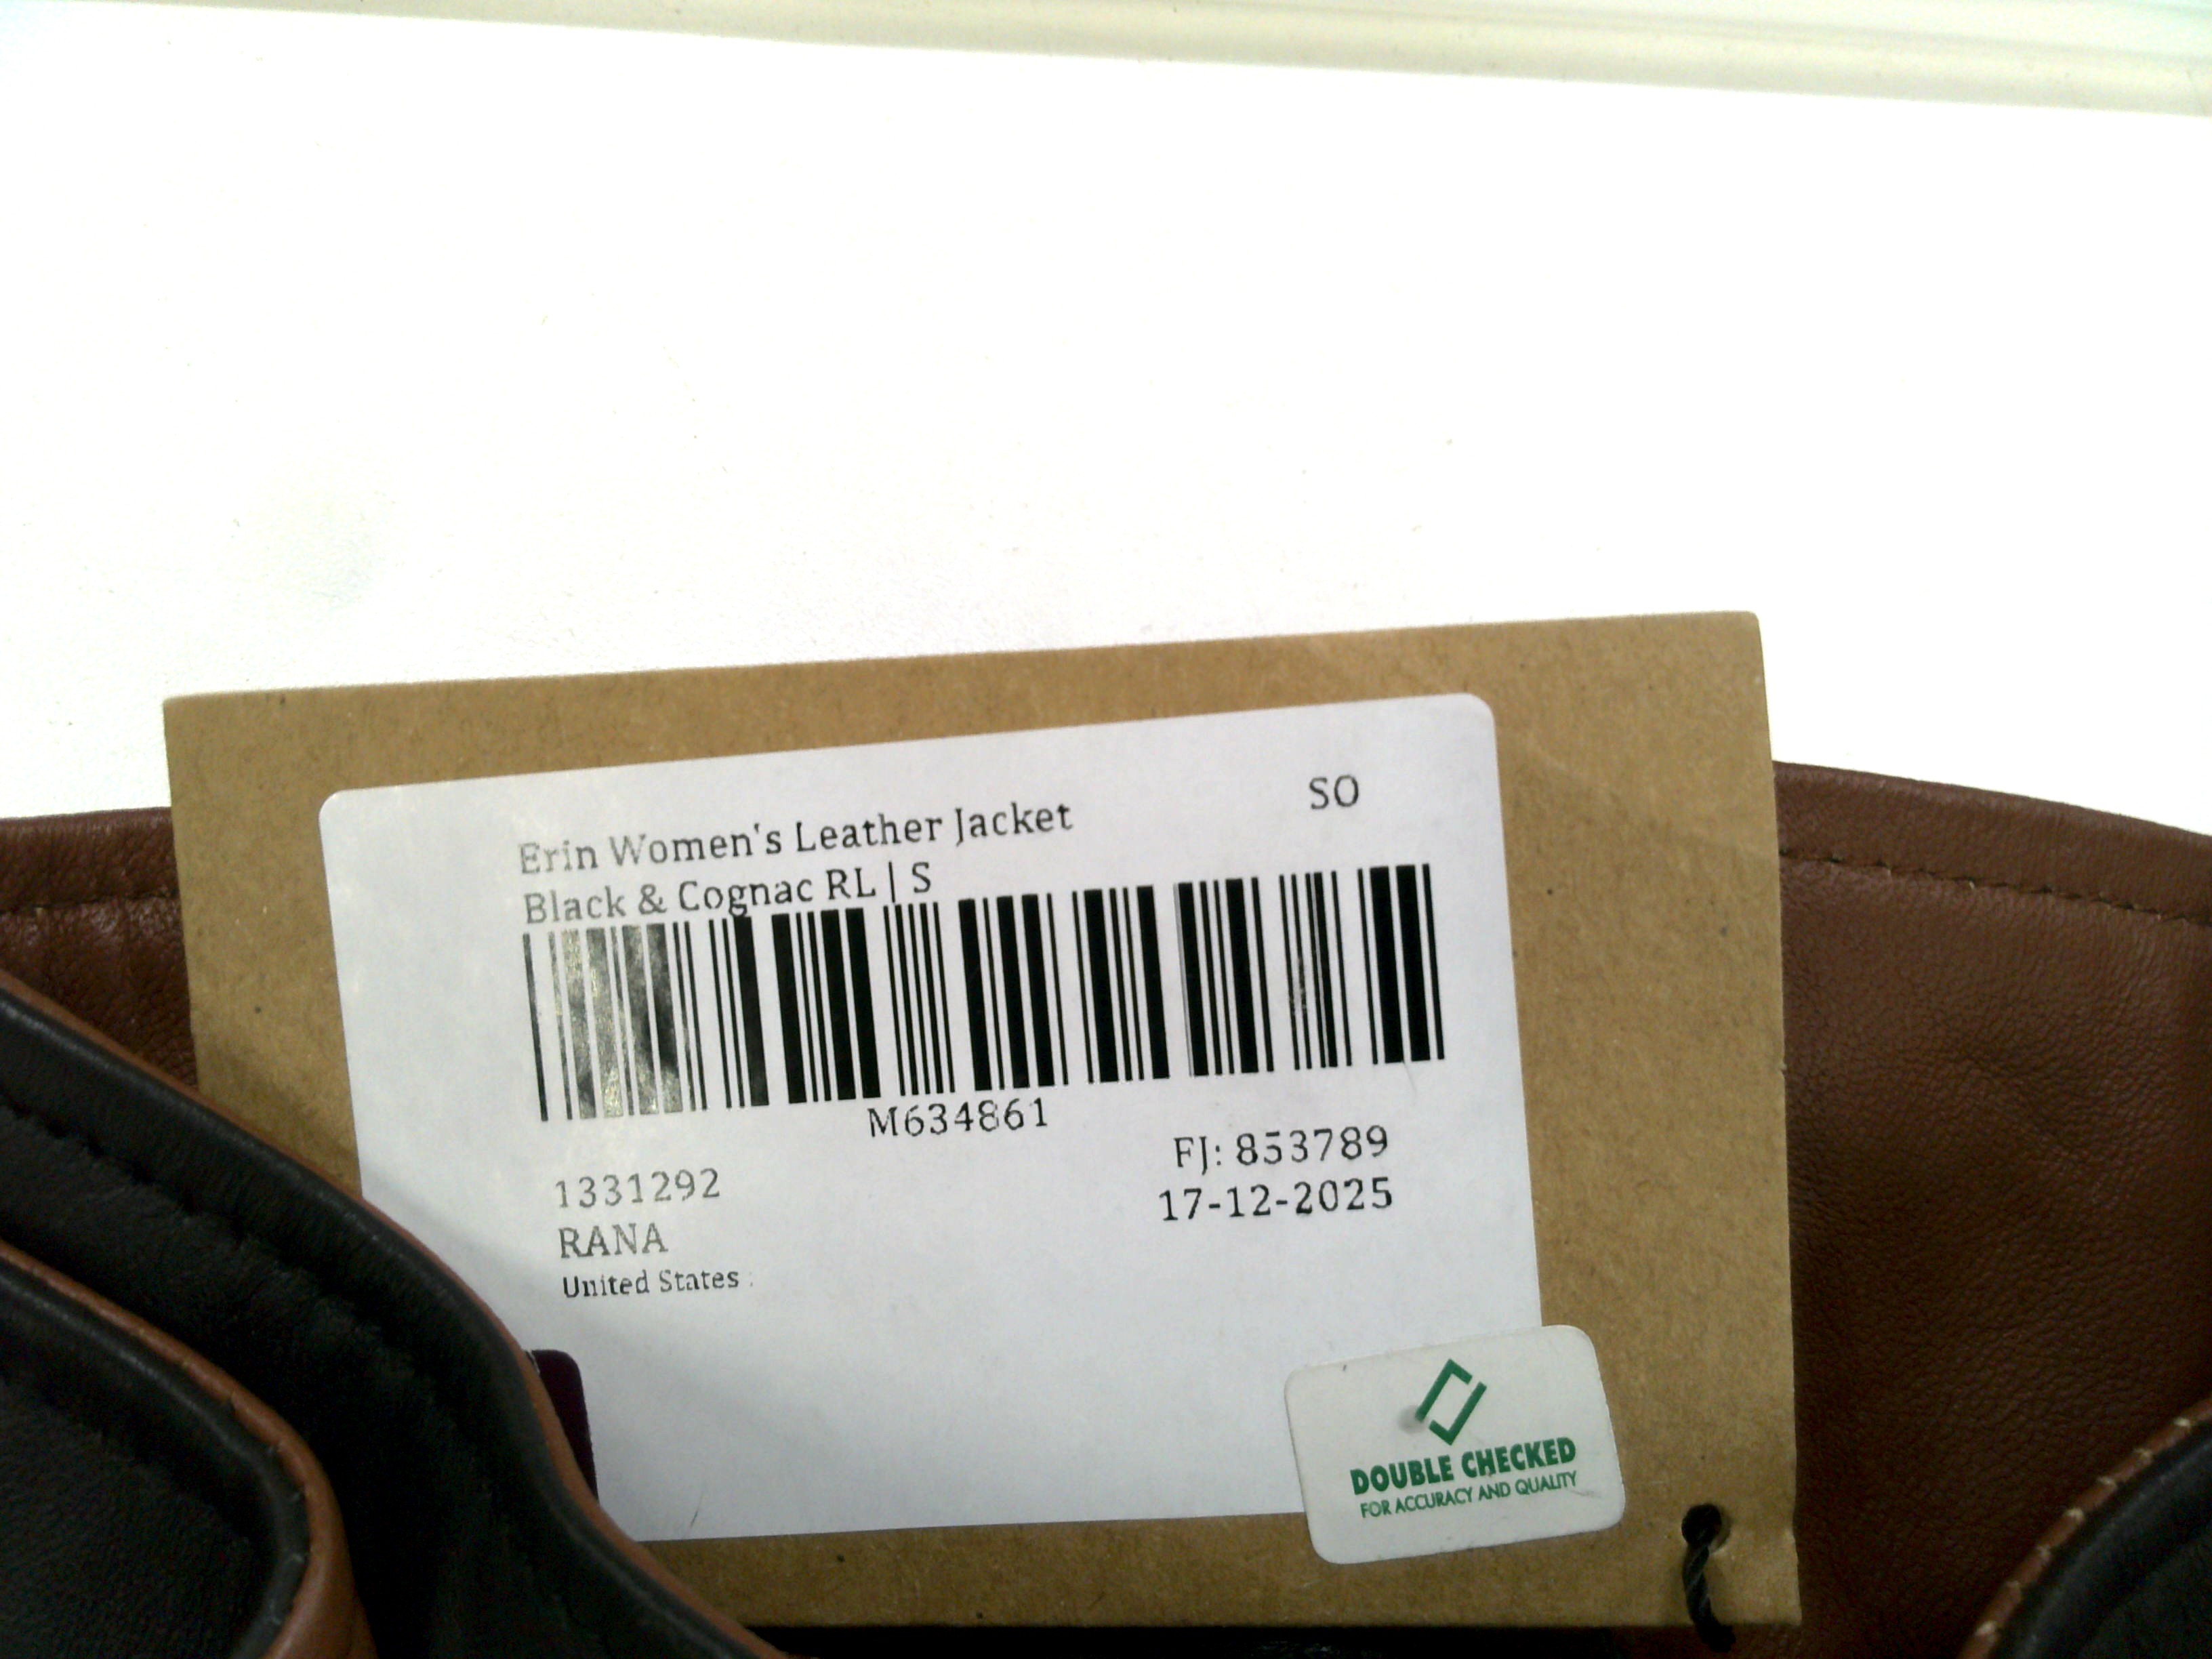 Erin Women's Leather Jacket
SO
Black & Cognac RL | S
M634861
1331292
FJ: 853789
RANA
17-12-2025
United States :
DOUBLE CHECKED
FOR ACCURACY AND QUALITY